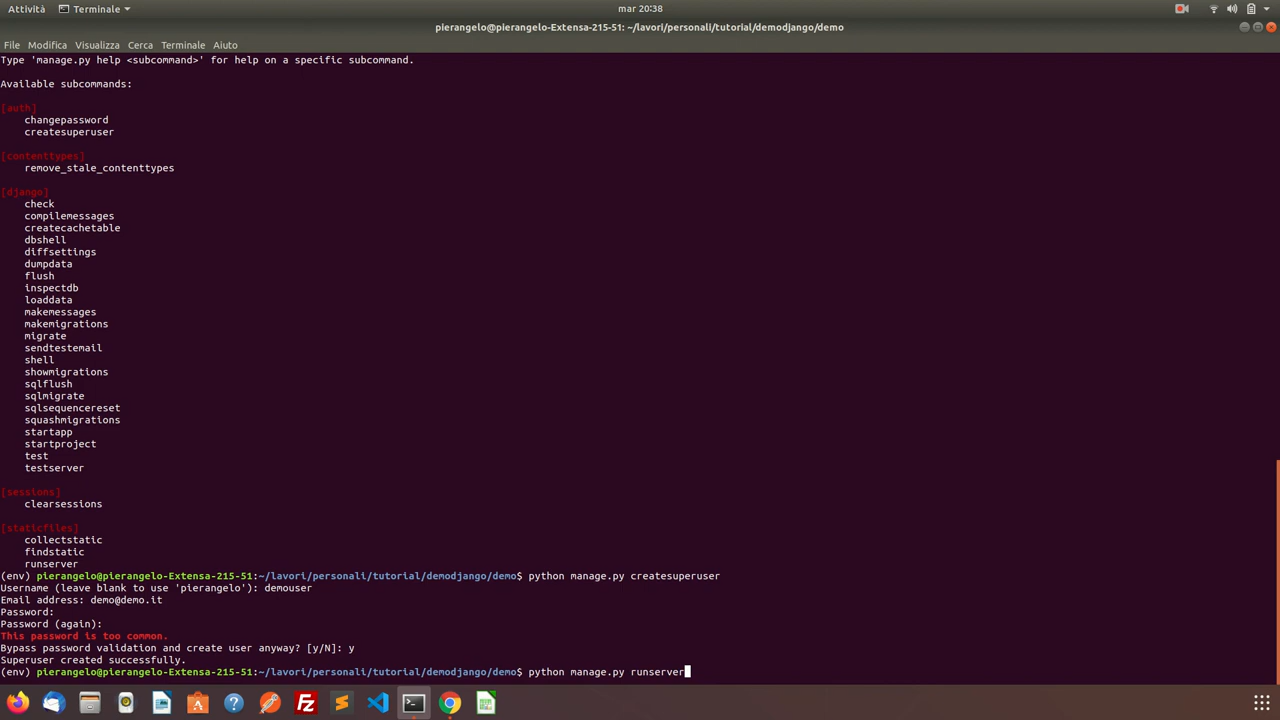 Attività
Terminale
mar 20:38
pierangelo@pierangelo-Extensa-215-51: ~/lavori/personali/tutorial/demodjango/demo
File Modifica Visualizza Cerca Terminale Aiuto
Type 'manage.py help <subcommand>' for help on a specific subcommand.
Available subcommands:
[auth]
changepassword
createsuperuser
[contenttypes]
remove_stale_contenttypes
[django]
check
compilemessages
createcachetable
dbshell
diffsettings
dumpdata
flush
inspectdb
loaddata
makemessages
makemigrations
migrate
sendtestemail
shell
showmigrations
sqlflush
sqlmigrate
sqlsequencereset
squashmigrations
startapp
startproject
test
testserver
[sessions]
clearsessions
[staticfiles]
collectstatic
findstatic
runserver
(env) pierangelo@pierangelo-Extensa-215-51:~/lavori/personali/tutorial/demodjango/demo$ python manage.py createsuperuser
Username (leave blank to use 'pierangelo'): demouser
Email address: demo@demo.it
Password:
Password (again):
This password is too common.
Bypass password validation and create user anyway? [y/N]: y
Superuser created successfully.
(env) pierangelo@pierangelo-Extensa-215-51:~/lavori/personali/tutorial/demodjango/demo$ python manage.py runserver